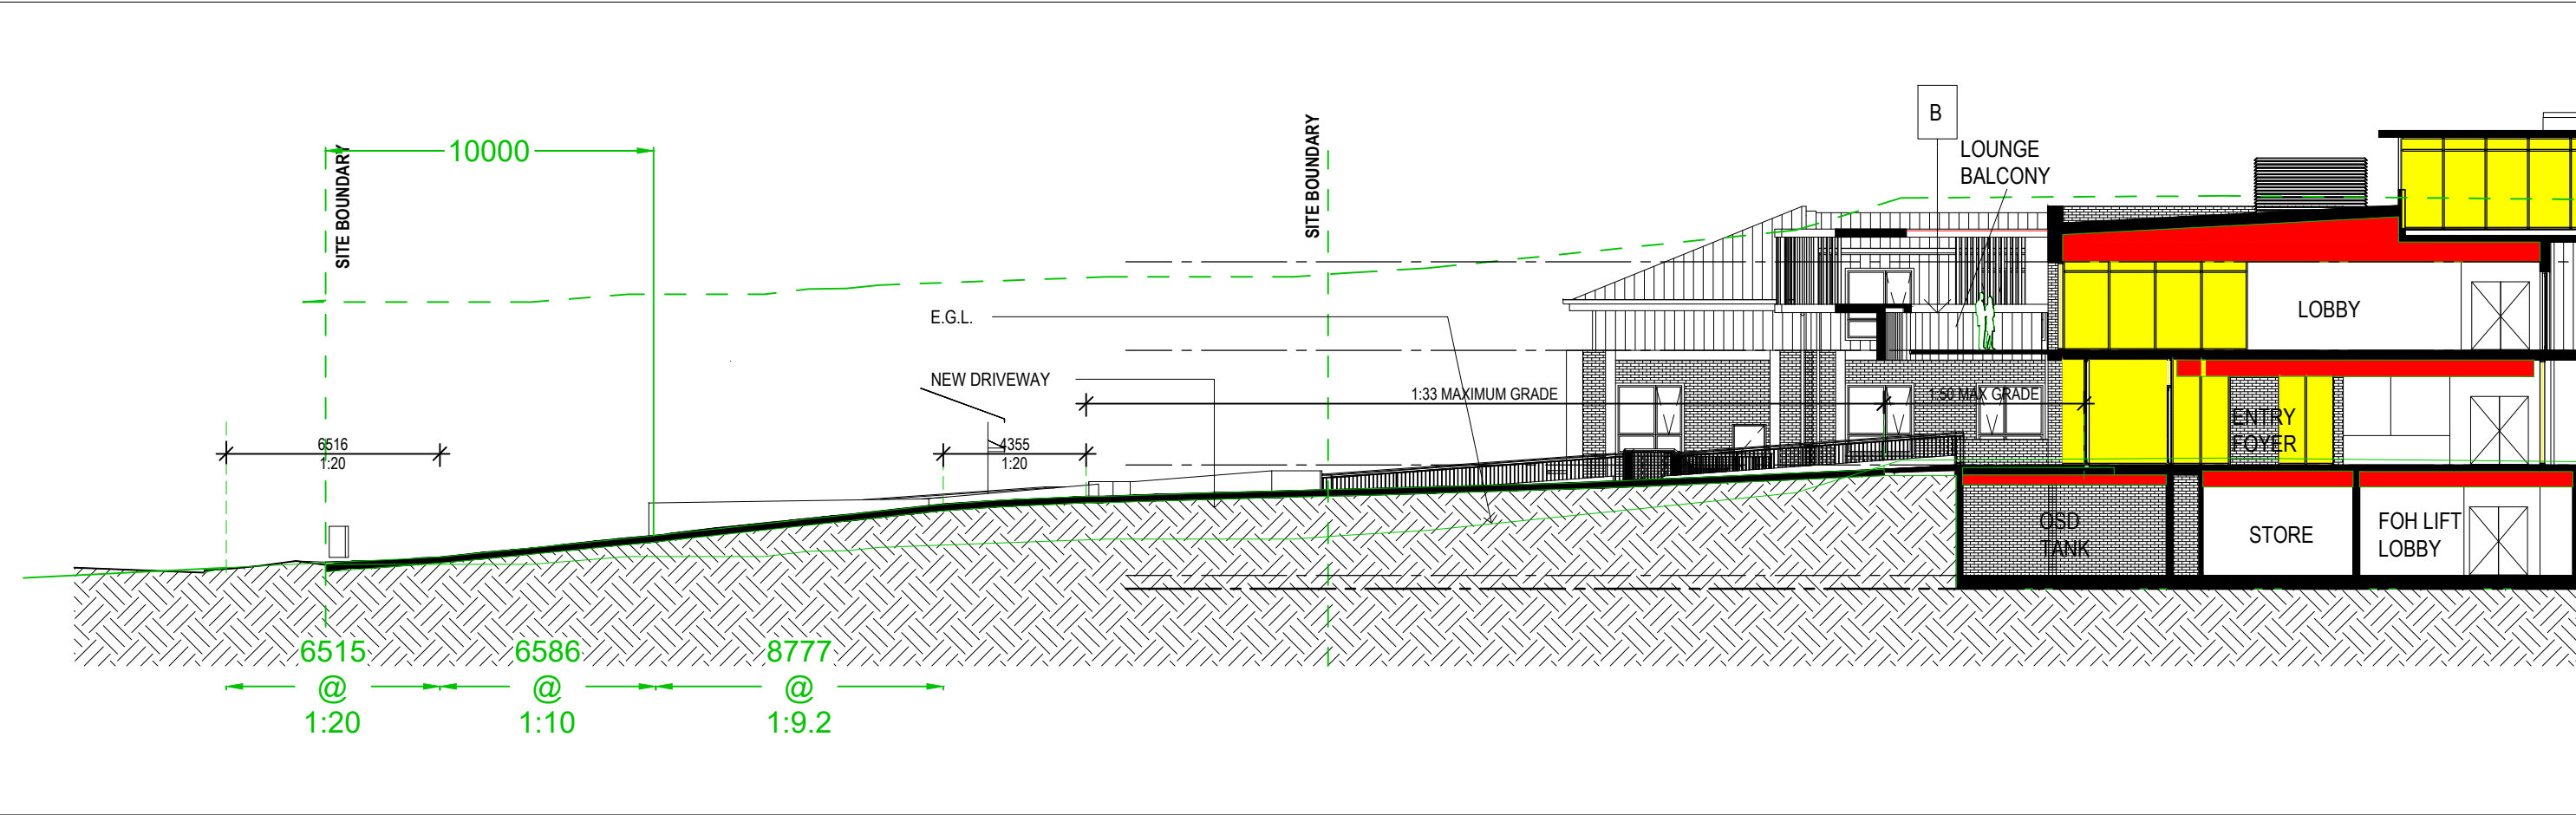 B
LOUNGE
BALCONY
10000
SITE BOUNDARY
SITE BOUNDARY
E.G.L.
LOBBY
NEW DRIVEWAY
1:33 MAXIMUM GRADE
1:50 MAX GRADE
ENTRY
FOYER
6516
1:20
4355
1:20
OSD
TANK
STORE
FOH LIFT
LOBBY
6515
@
1:20
6586
@
1:10
8777
@
1:9.2